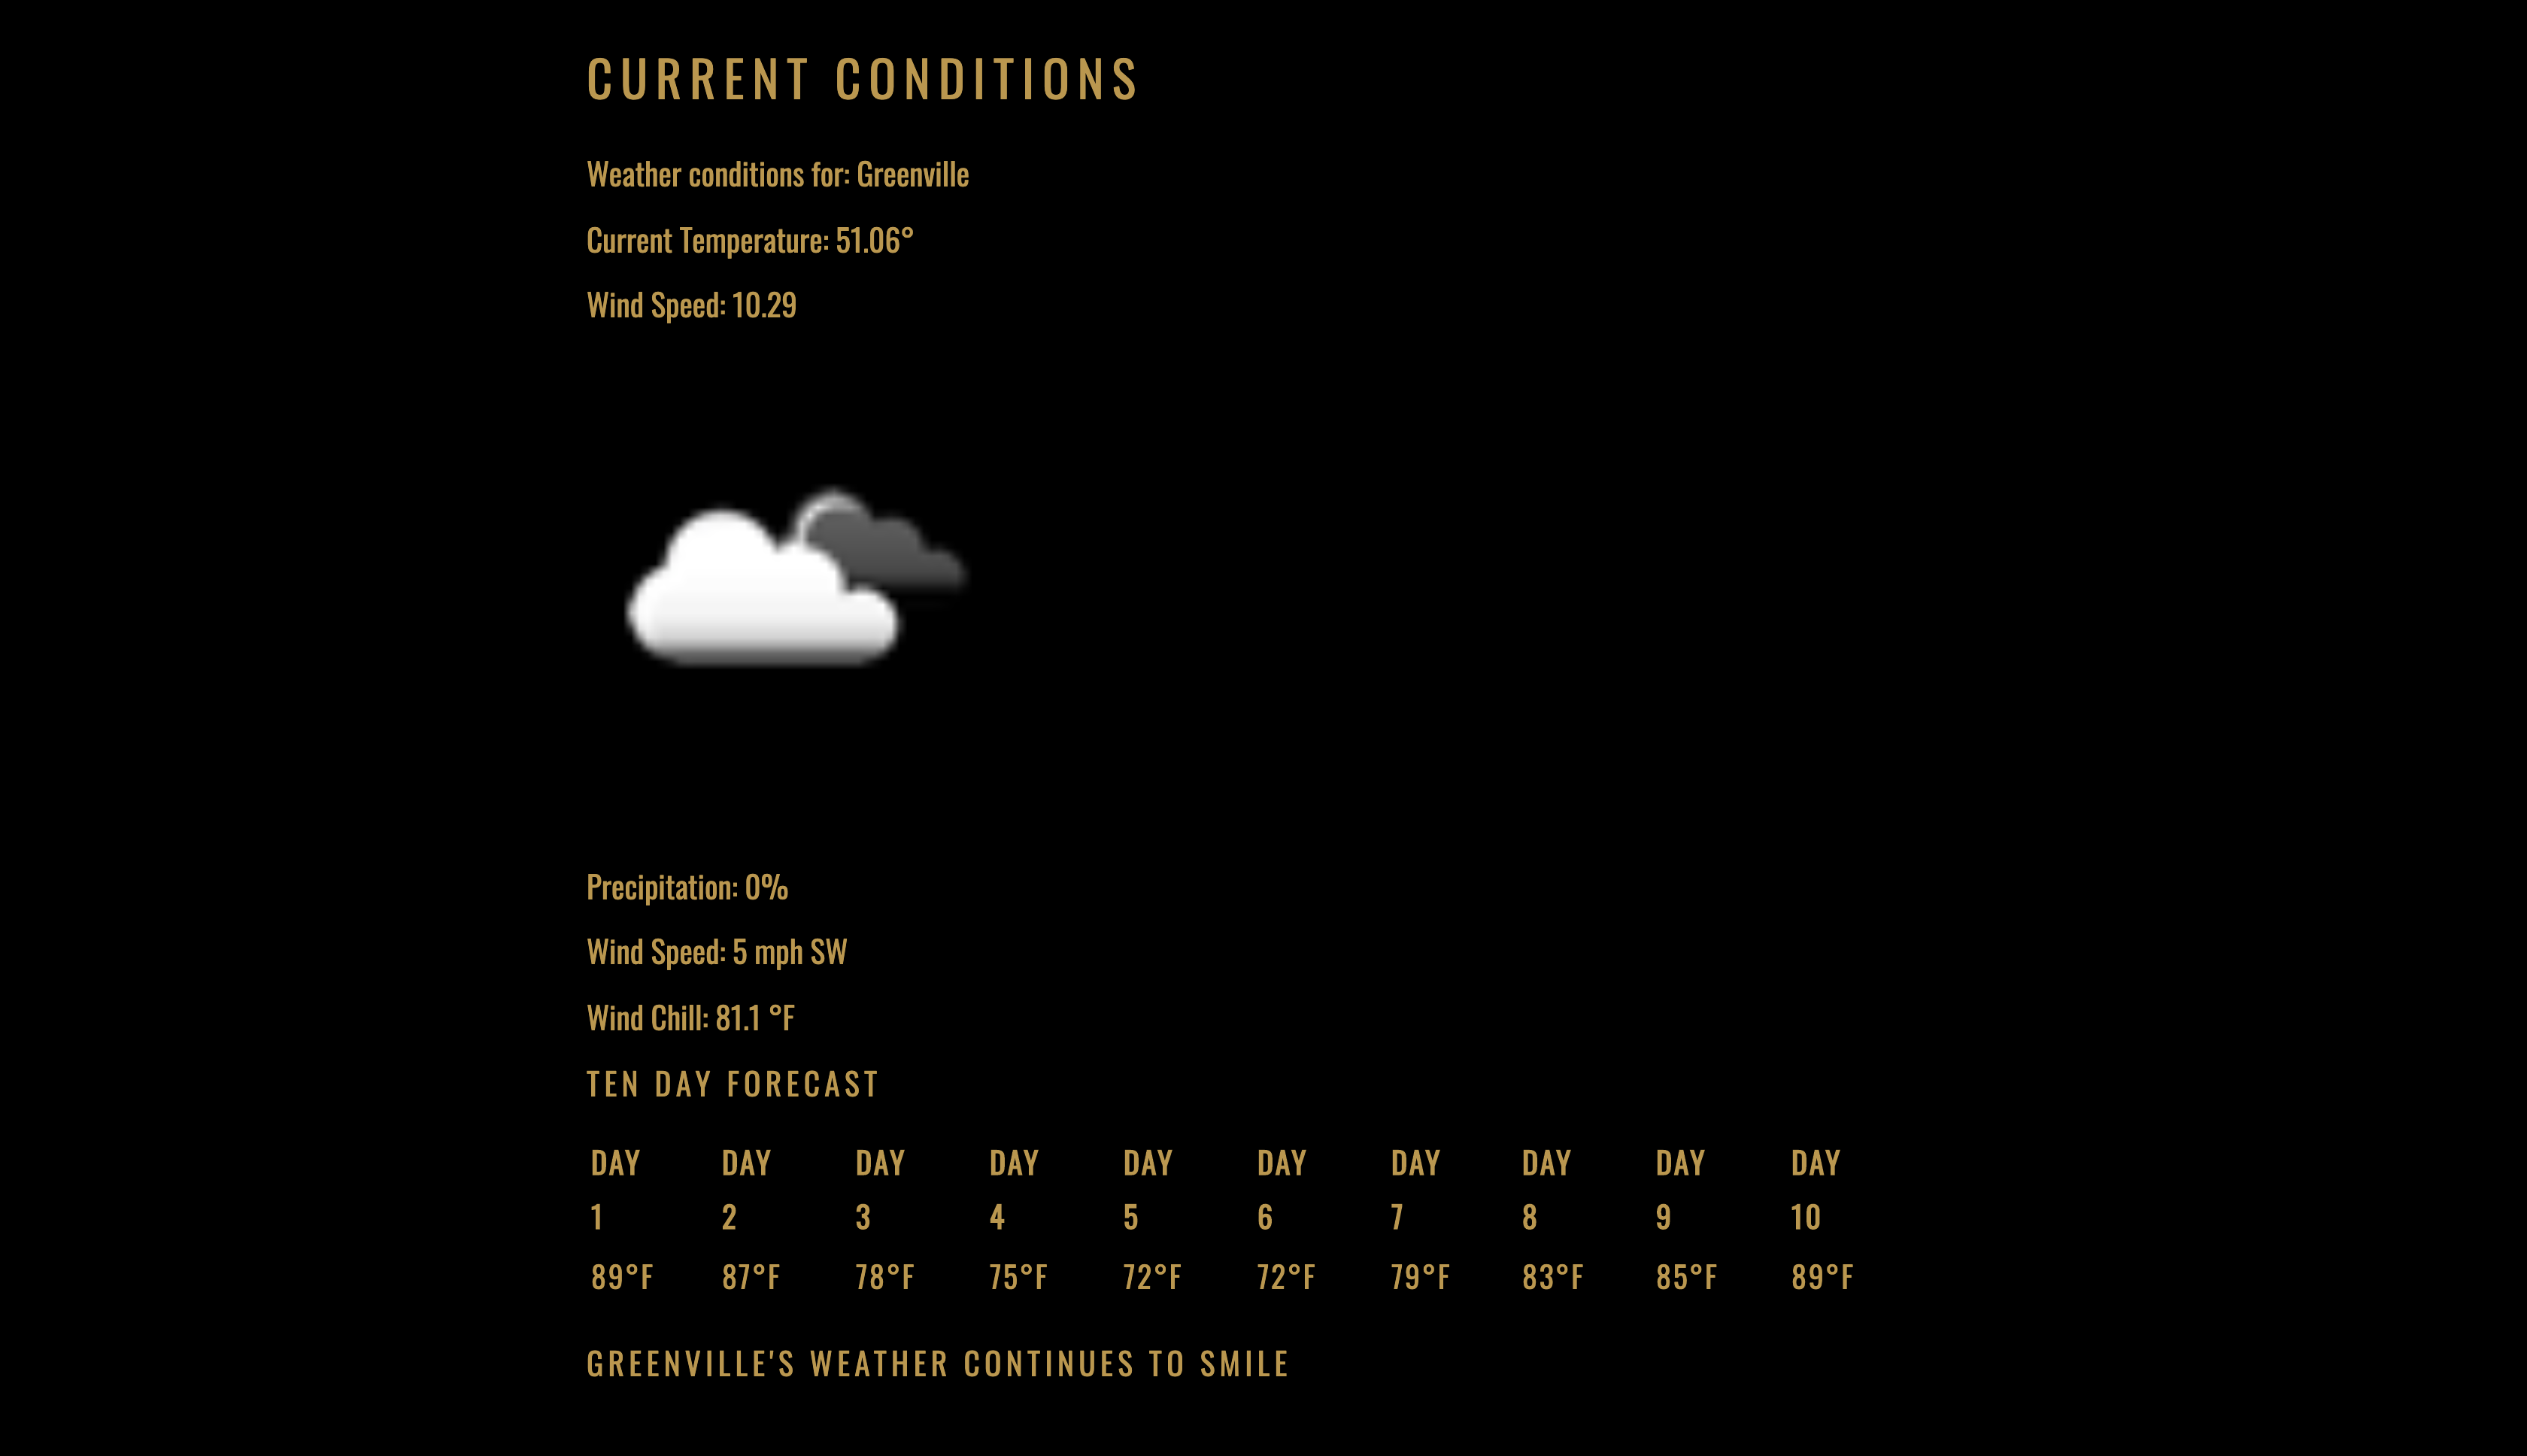 CURRENT CONDITIONS
Weather conditions for: Greenville
Current Temperature: 51.06°
Wind Speed: 10.29
Precipitation: 0%
Wind Speed: 5 mph SW
Wind Chill: 81.1 °F
TEN DAY FORECAST
DAY DAY DAY DAY DAY DAY DAY DAY DAY DAY
1 2 3 4 5 6 7 8 9 10
89°F 87°F 78°F 75°F 72°F 72°F 79°F 83°F 85°F 89°F
GREENVILLE'S WEATHER CONTINUES TO SMILE